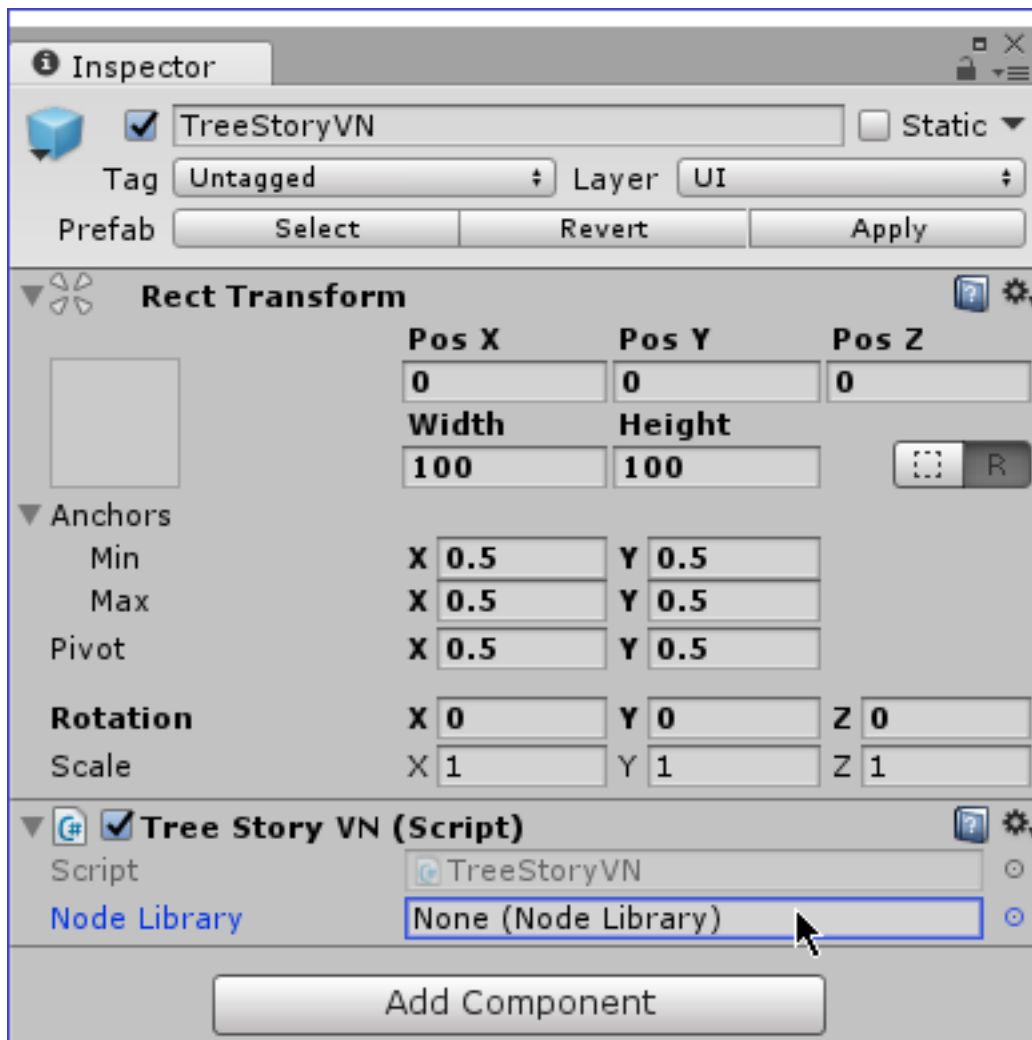 Inspector
TreeStoryVN Static
Tag Untagged Layer UI
Prefab Select Revert Apply
Rect Transform
Pos X Pos Y Pos Z
0 0 0
Width Height
100 100
R
Anchors
Min X 0.5 Y 0.5
Max X 0.5 Y 0.5
Pivot X 0.5 Y 0.5
Rotation X 0 Y 0 Z 0
Scale X 1 Y 1 Z 1
C# Tree Story VN (Script)
Script TreeStoryVN
Node Library None (Node Library)
Add Component